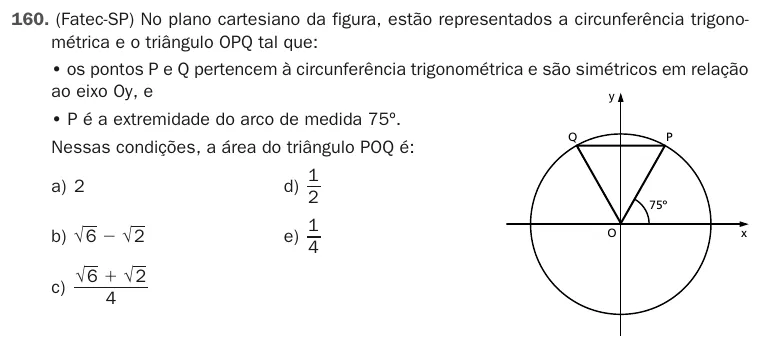 160. (Fatec-SP) No plano cartesiano da figura, estão representados a circunferência trigono-
métrica e o triângulo OPQ tal que:
• os pontos P e Q pertencem à circunferência trigonométrica e são simétricos em relação
ao eixo Oy, e
• P é a extremidade do arco de medida 75º.
Nessas condições, a área do triângulo POQ é:
a) 2
b) √6 − √2
c) (√6 + √2)/4
d) 1/2
e) 1/4
y
Q P
75º
O x